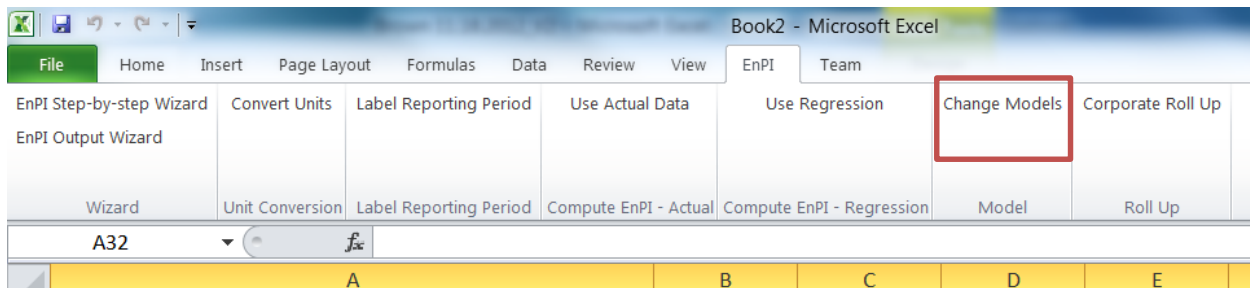 Book2 - Microsoft Excel
File Home Insert Page Layout Formulas Data Review View EnPI Team
EnPI Step-by-step Wizard Convert Units Label Reporting Period Use Actual Data Use Regression Change Models Corporate Roll Up
EnPI Output Wizard
Wizard Unit Conversion Label Reporting Period Compute EnPI - Actual Compute EnPI - Regression Model Roll Up
A32 fx
A B C D E